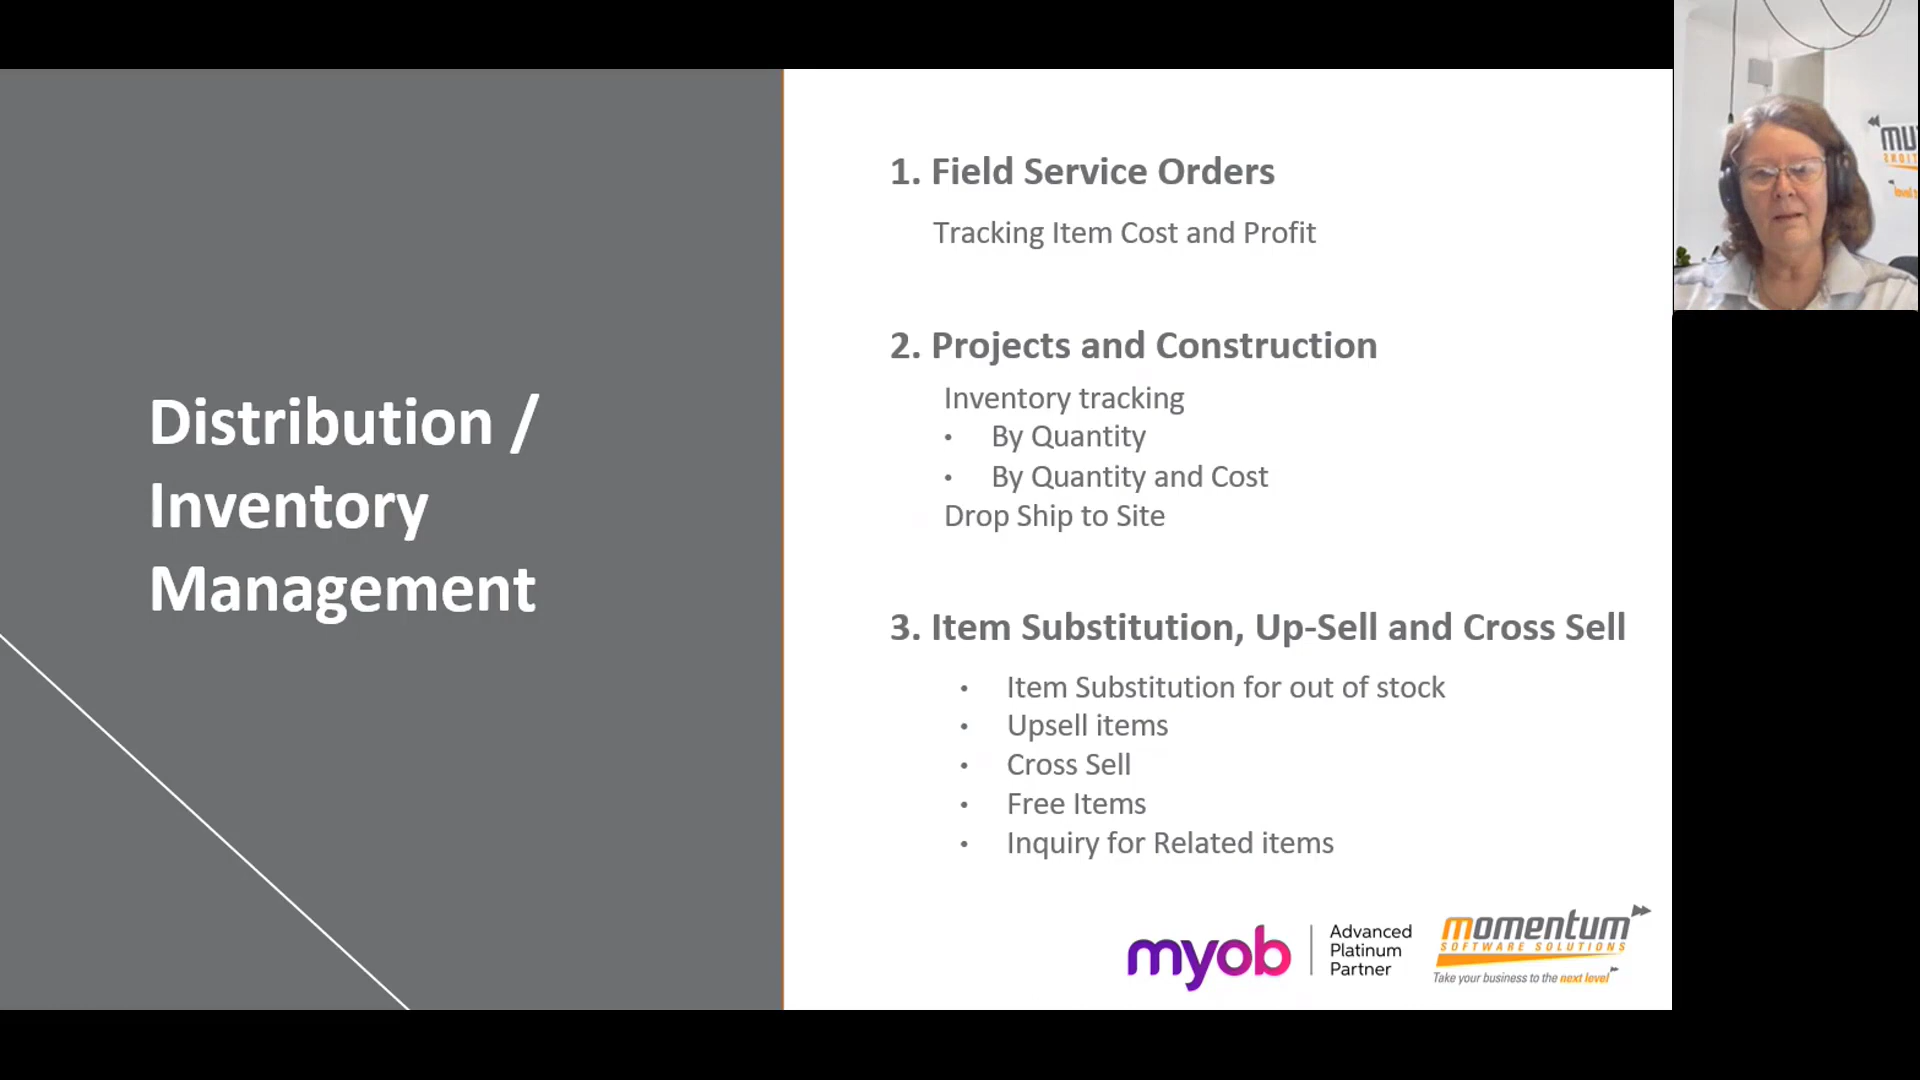 Distribution /
Inventory
Management
1. Field Service Orders
Tracking Item Cost and Profit
2. Projects and Construction
Inventory tracking
• By Quantity
• By Quantity and Cost
Drop Ship to Site
3. Item Substitution, Up-Sell and Cross Sell
• Item Substitution for out of stock
• Upsell items
• Cross Sell
• Free Items
• Inquiry for Related items
myob
Advanced
Platinum
Partner
momentum
SOFTWARE SOLUTIONS
Take your business to the next level